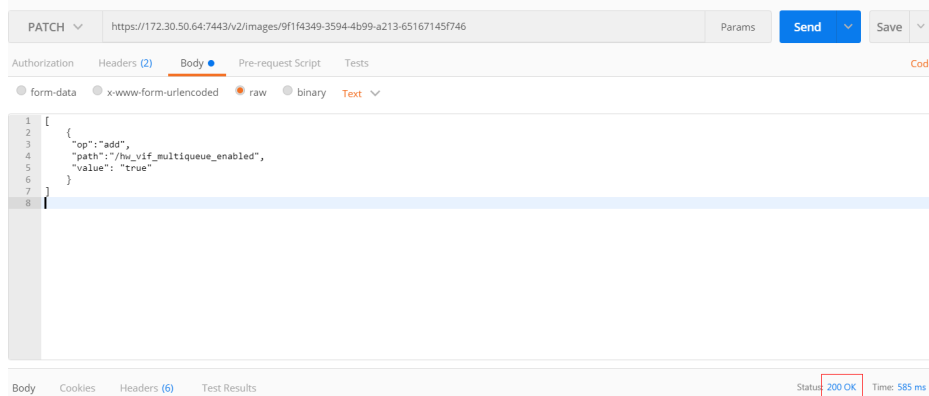 PATCH https://172.30.50.64:7443/v2/images/9f1f4349-3594-4b99-a213-65167145f746 Params Send Save
Authorization Headers (2) Body Pre-request Script Tests Cod
form-data x-www-form-urlencoded raw binary Text
1 [
2 {
3 "op":"add",
4 "path":"/hw_vif_multiqueue_enabled",
5 "value": "true"
6 }
7 ]
8
Body Cookies Headers (6) Test Results Status: 200 OK Time: 585 ms